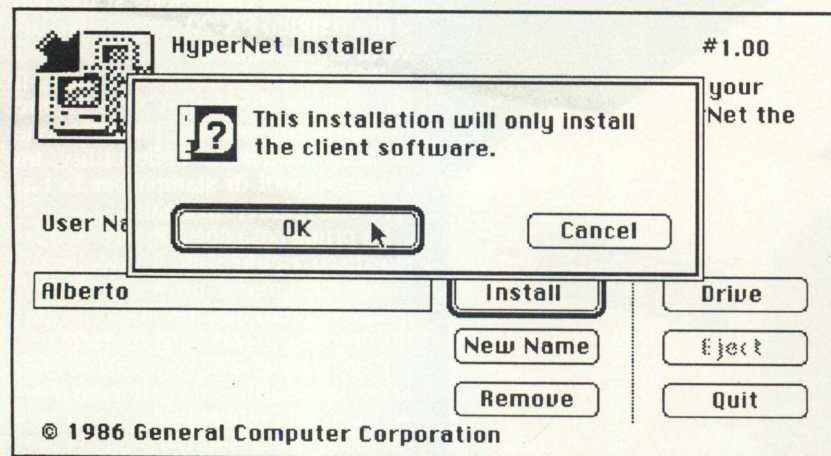 HyperNet Installer
#1.00
your
Net the
This installation will only install
the client software.
OK
Cancel
User Na
Alberto
Install
Drive
New Name
Eject
Remove
Quit
© 1986 General Computer Corporation